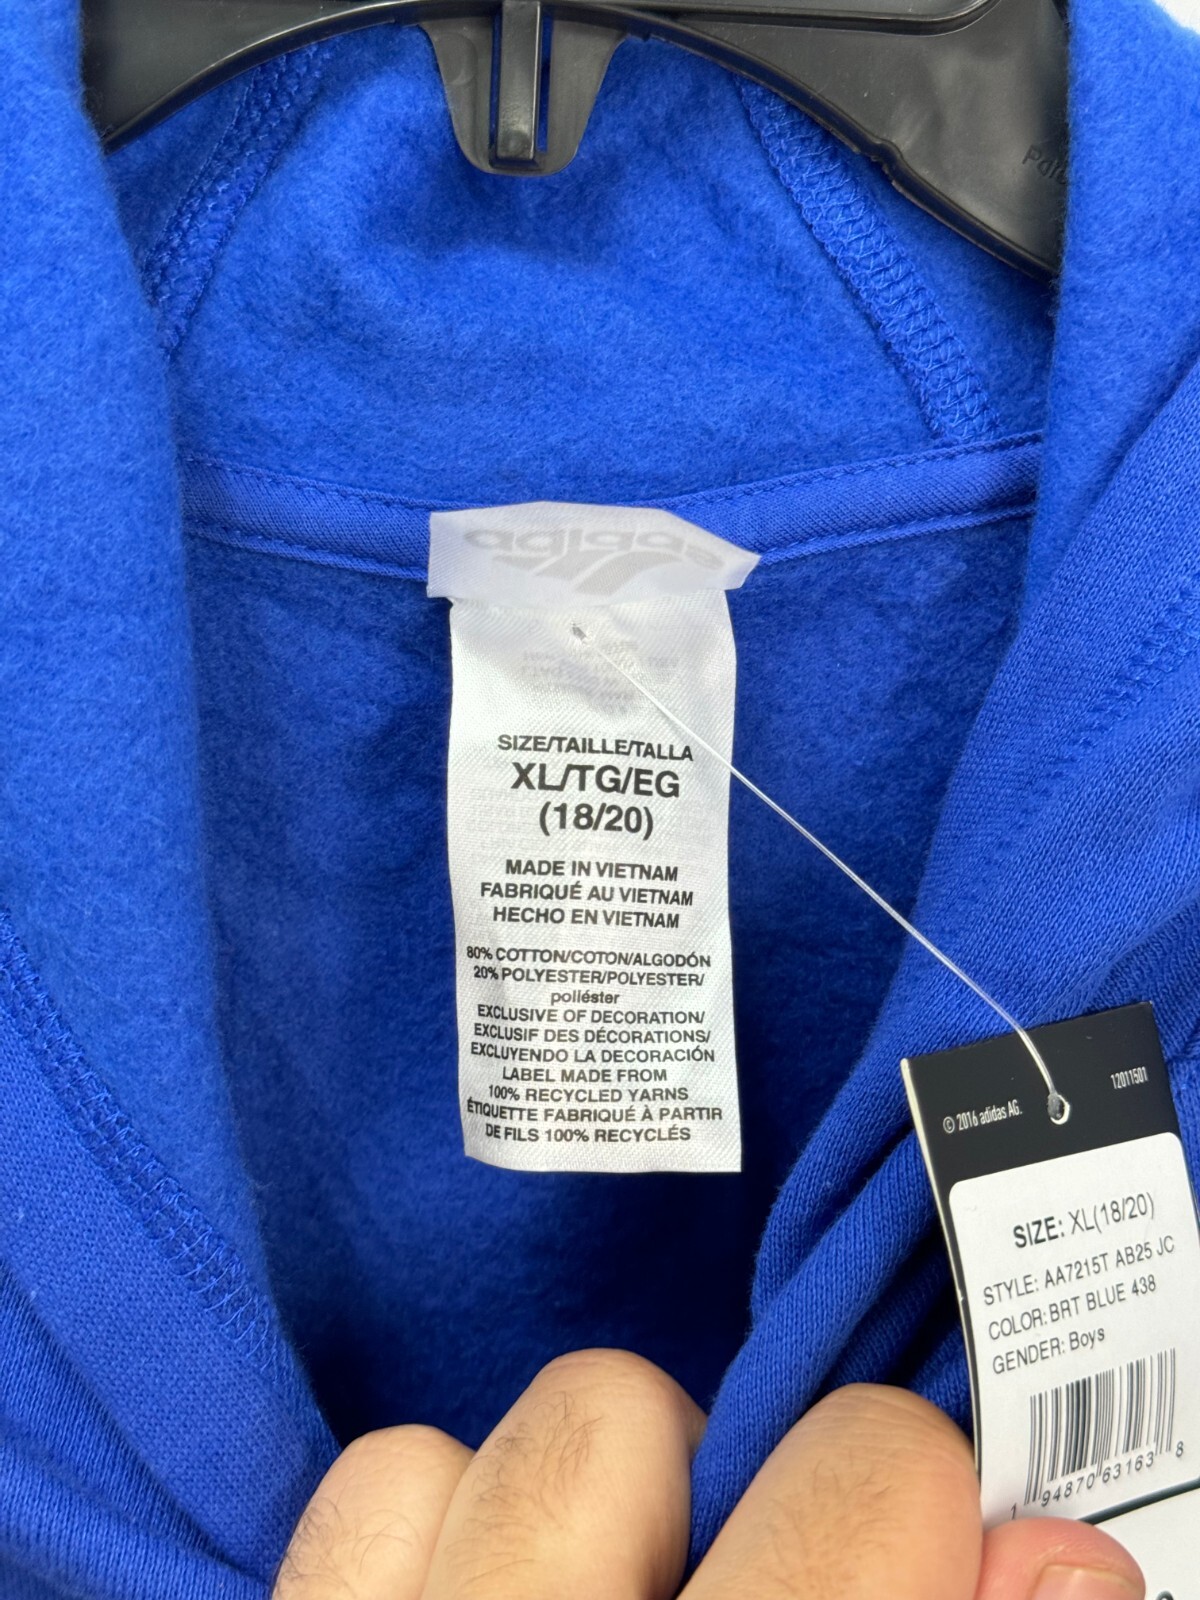 adidas
SIZE/TAILLE/TALLA
XL/TG/EG
(18/20)
MADE IN VIETNAM
FABRIQUÉ AU VIETNAM
HECHO EN VIETNAM
80% COTTON/COTON/ALGODÓN
20% POLYESTER/POLYESTER/
poliéster
EXCLUSIVE OF DECORATION/
EXCLUSIF DES DÉCORATIONS/
EXCLUYENDO LA DECORACIÓN
LABEL MADE FROM
100% RECYCLED YARNS
ÉTIQUETTE FABRIQUÉ À PARTIR
DE FILS 100% RECYCLÉS
© 2016 adidas AG.
12011501
SIZE: XL(18/20)
STYLE: AA7215T AB25 JC
COLOR:BRT BLUE 438
GENDER: Boys
1 94870 63163 8